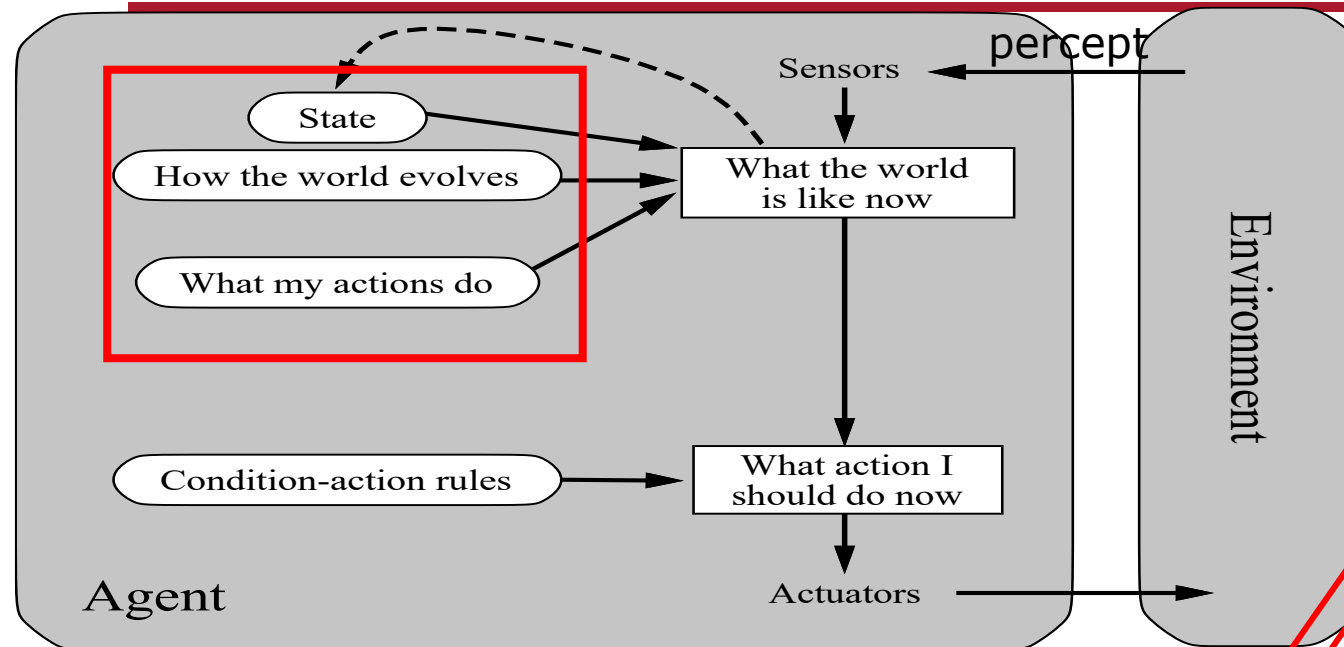 percept
Sensors
State
How the world evolves
What the world
is like now
What my actions do
Environment
Condition-action rules
What action I
should do now
Agent
Actuators